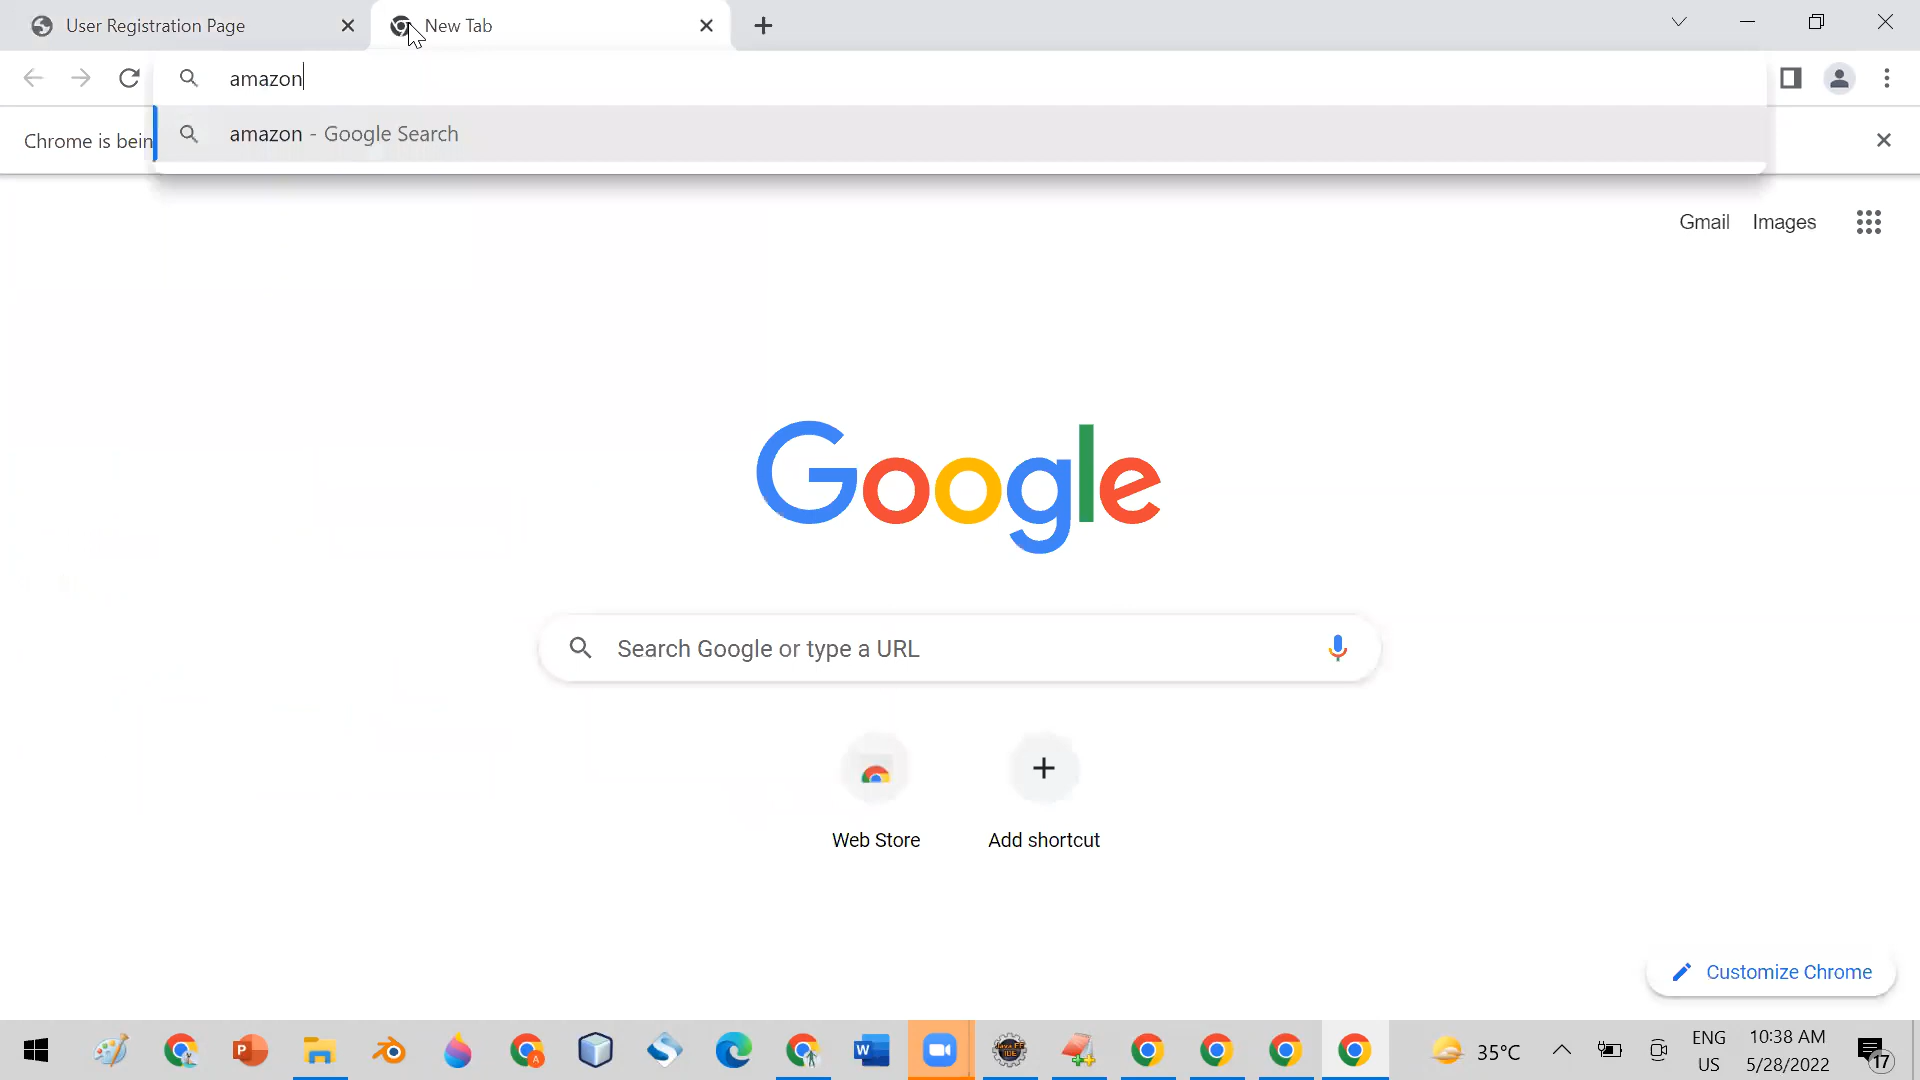 User Registration Page
New Tab
amazon
amazon - Google Search
Chrome is bein
Gmail Images
Google
Search Google or type a URL
Web Store
Add shortcut
Customize Chrome
35°C
ENG
US
10:38 AM
5/28/2022
17